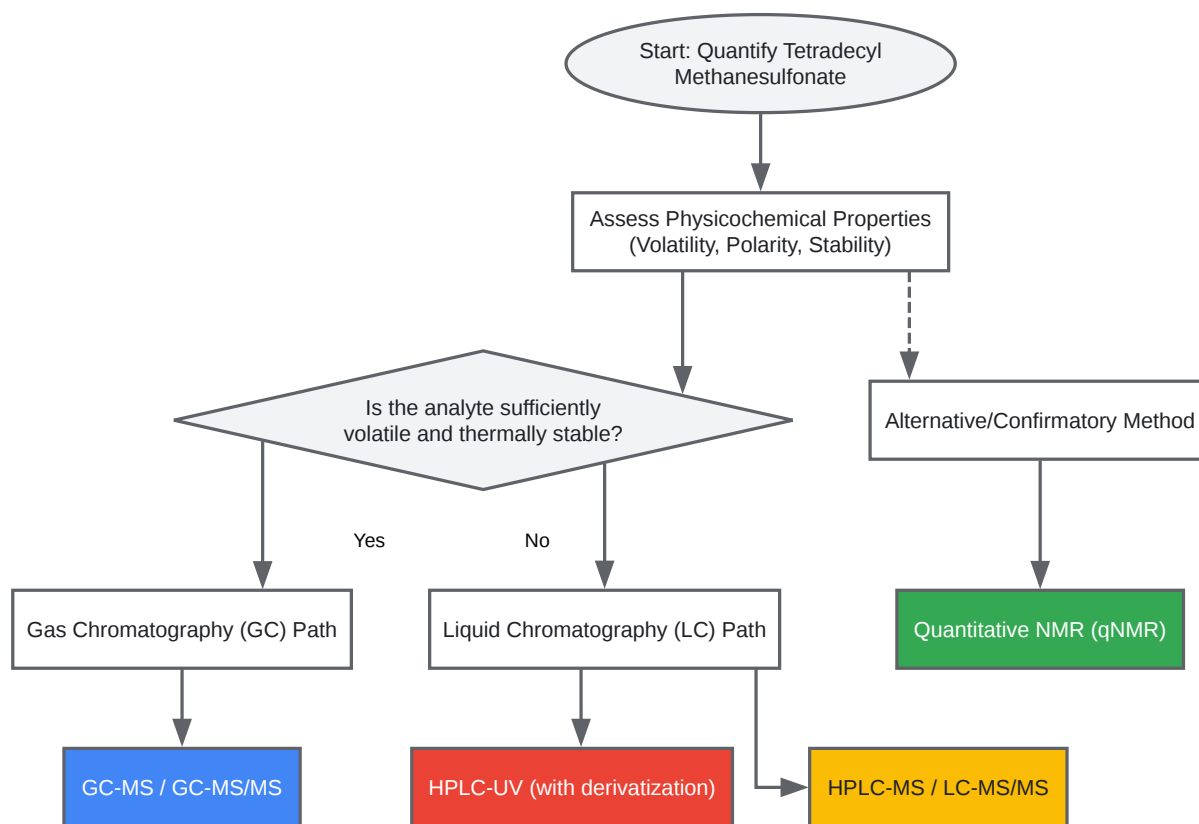 Start: Quantify Tetradecyl
Methanesulfonate
Assess Physicochemical Properties
(Volatility, Polarity, Stability)
Is the analyte sufficiently
volatile and thermally stable?
Alternative/Confirmatory Method
Yes
No
Gas Chromatography (GC) Path
Liquid Chromatography (LC) Path
Quantitative NMR (qNMR)
GC-MS / GC-MS/MS
HPLC-UV (with derivatization)
HPLC-MS / LC-MS/MS